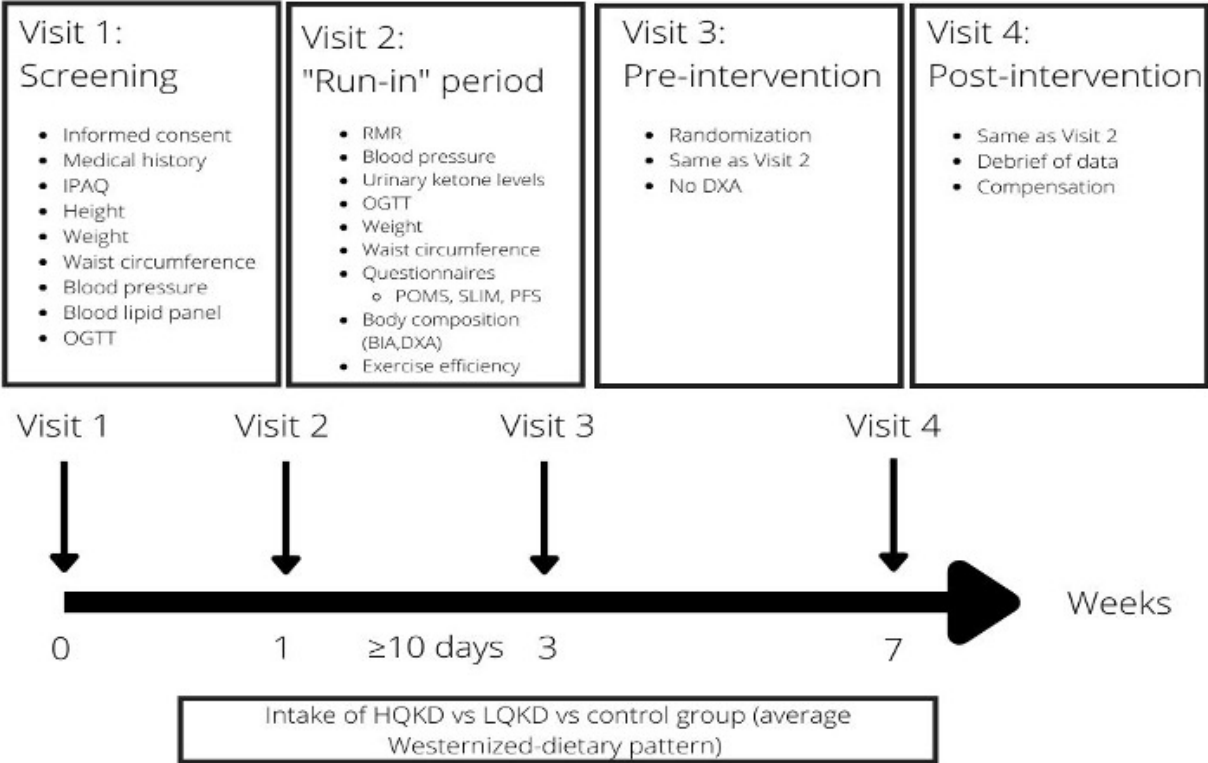 Visit 1:
Screening
• Informed consent
• Medical history
• IPAQ
• Height
• Weight
• Waist circumference
• Blood pressure
• Blood lipid panel
• OGTT
Visit 2:
"Run-in" period
• RMR
• Blood pressure
• Urinary ketone levels
• OGTT
• Weight
• Waist circumference
• Questionnaires
○ POMS, SLIM, PFS
• Body composition
(BIA,DXA)
• Exercise efficiency
Visit 3:
Pre-intervention
• Randomization
• Same as Visit 2
• No DXA
Visit 4:
Post-intervention
• Same as Visit 2
• Debrief of data
• Compensation
Visit 1 Visit 2 Visit 3 Visit 4
Weeks
0 1 ≥10 days 3 7
Intake of HQKD vs LQKD vs control group (average
Westernized-dietary pattern)